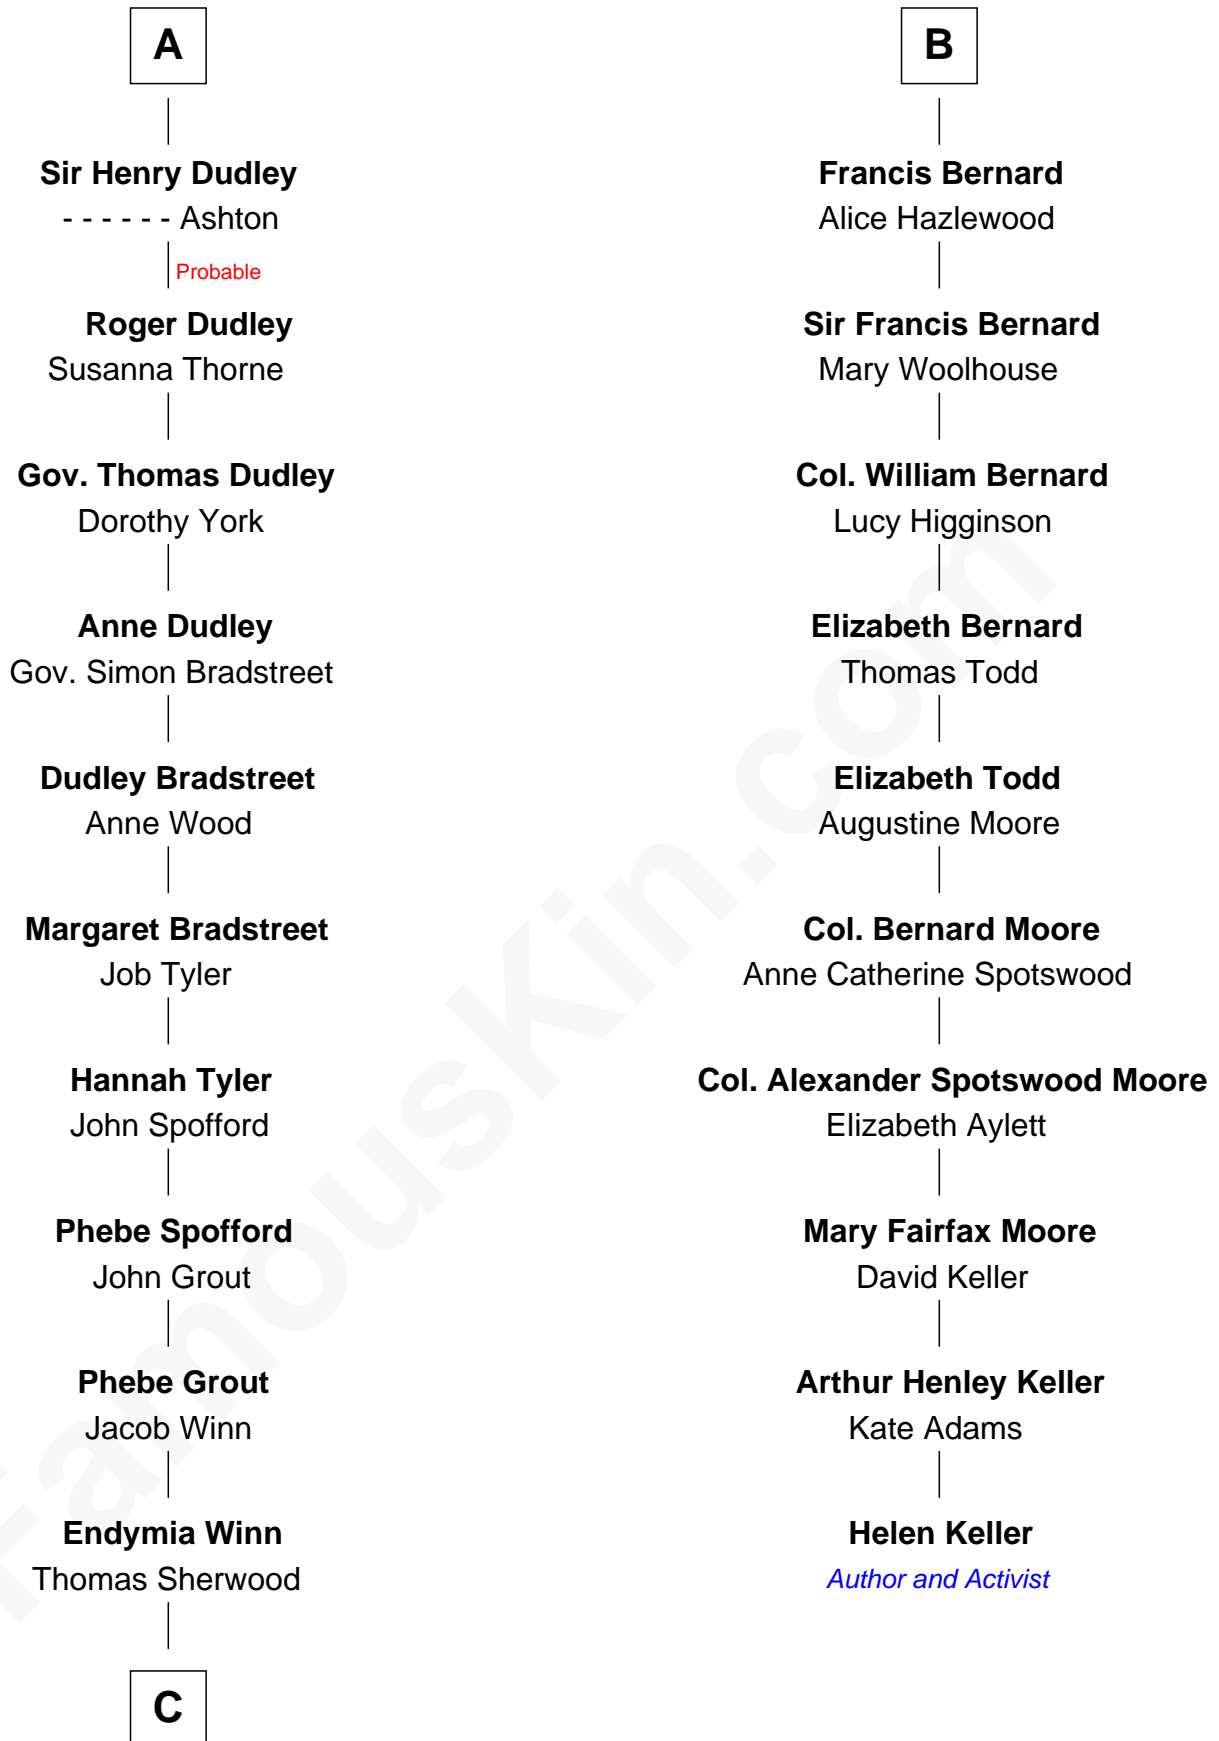 A
Sir Henry Dudley
- - - - - - Ashton
Probable
Roger Dudley
Susanna Thorne
Gov. Thomas Dudley
Dorothy York
Anne Dudley
Gov. Simon Bradstreet
Dudley Bradstreet
Anne Wood
Margaret Bradstreet
Job Tyler
Hannah Tyler
John Spofford
Phebe Spofford
John Grout
Phebe Grout
Jacob Winn
Endymia Winn
Thomas Sherwood
C
B
Francis Bernard
Alice Hazlewood
Sir Francis Bernard
Mary Woolhouse
Col. William Bernard
Lucy Higginson
Elizabeth Bernard
Thomas Todd
Elizabeth Todd
Augustine Moore
Col. Bernard Moore
Anne Catherine Spotswood
Col. Alexander Spotswood Moore
Elizabeth Aylett
Mary Fairfax Moore
David Keller
Arthur Henley Keller
Kate Adams
Helen Keller
Author and Activist
FamousKin.com